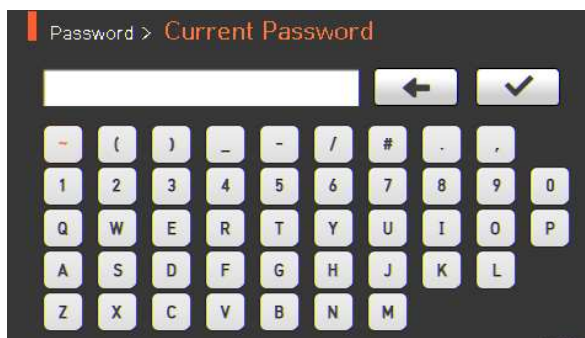 Password > Current Password
~ ( ) _ - / # . ,
1 2 3 4 5 6 7 8 9 0
Q W E R T Y U I O P
A S D F G H J K L
Z X C V B N M